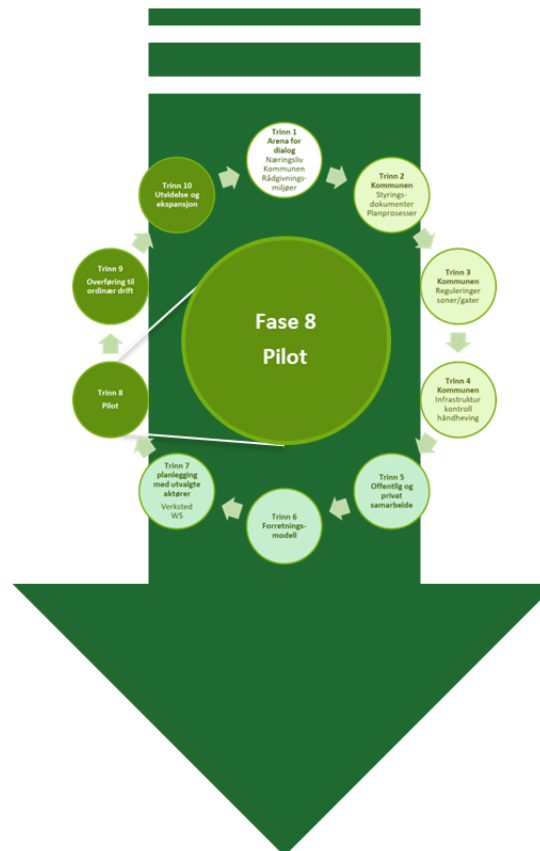 Trinn 1
Arena for
dialog
Næringsliv
Kommunen
Rådgivnings-
miljøer
Trinn 2
Kommunen
Styrings-
dokumenter
Planprosesser
Trinn 3
Kommunen
Reguleringer
soner/gater
Trinn 4
Kommunen
Infrastruktur
kontroll
håndheving
Trinn 5
Offentlig og
privat
samarbeide
Trinn 6
Forretnings-
modell
Trinn 7
planlegging
med utvalgte
aktører
Verksted
WS
Trinn 8
Pilot
Trinn 9
Overføring til
ordinær drift
Trinn 10
Utvidelse og
ekspansjon
Fase 8
Pilot